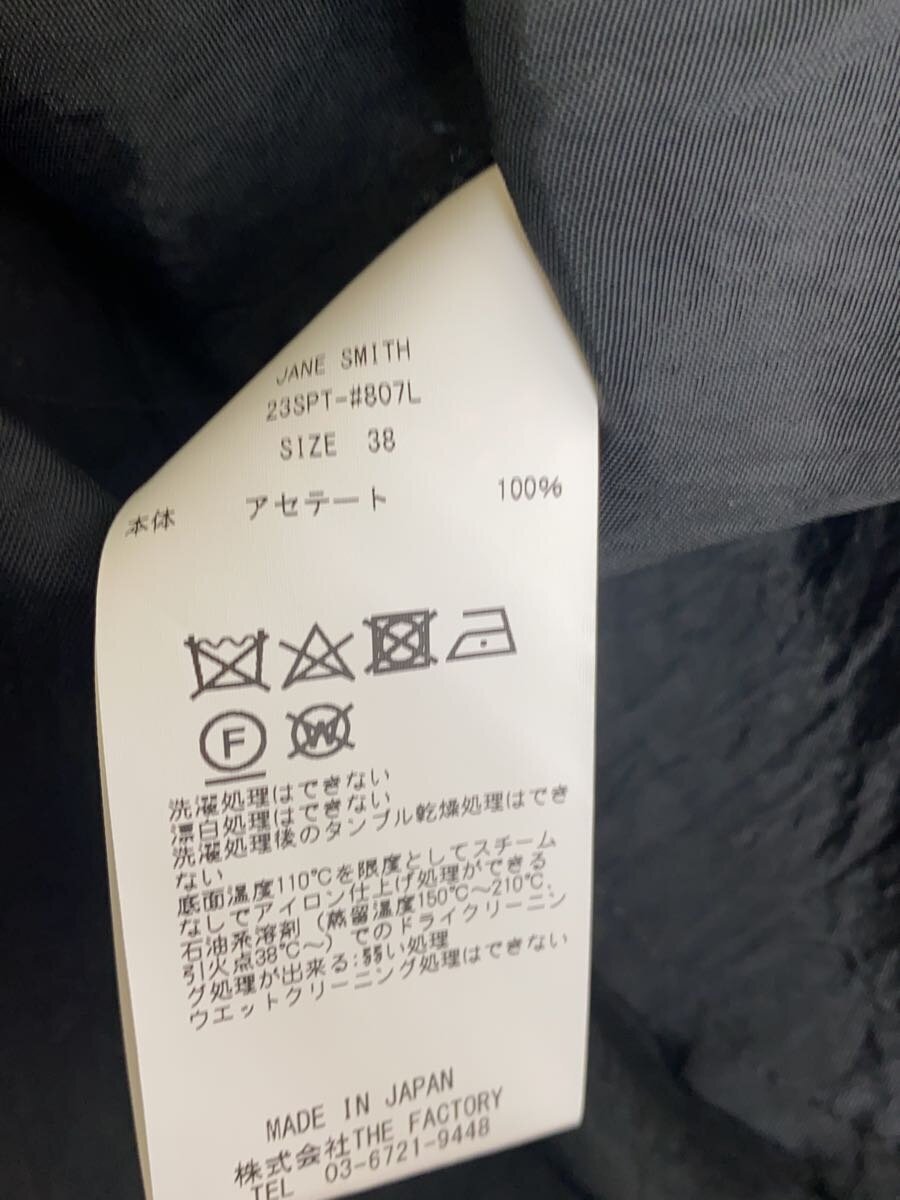 JANE SMITH
23SPT-#807L
SIZE 38
本体 アセテート 100%
F
W
洗濯処理はできない
漂白処理はできない
洗濯処理後のタンブル乾燥処理はでき
ない
底面温度110℃を限度としてスチーム
なしでアイロン仕上げ処理ができる
石油系溶剤(蒸留温度150℃～210℃、
引火点38℃～)でのドライクリーニン
グ処理が出来る:弱い処理
ウエットクリーニング処理はできない
MADE IN JAPAN
株式会社THE FACTORY
TEL 03-6721-9448